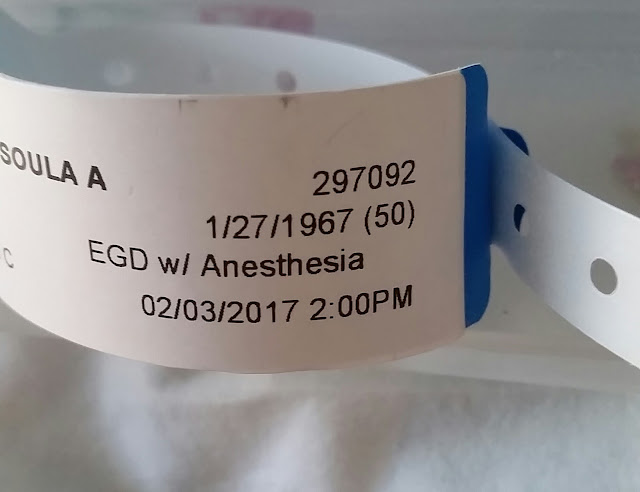 SOULA A
297092
1/27/1967 (50)
EGD w/ Anesthesia
C
02/03/2017 2:00PM